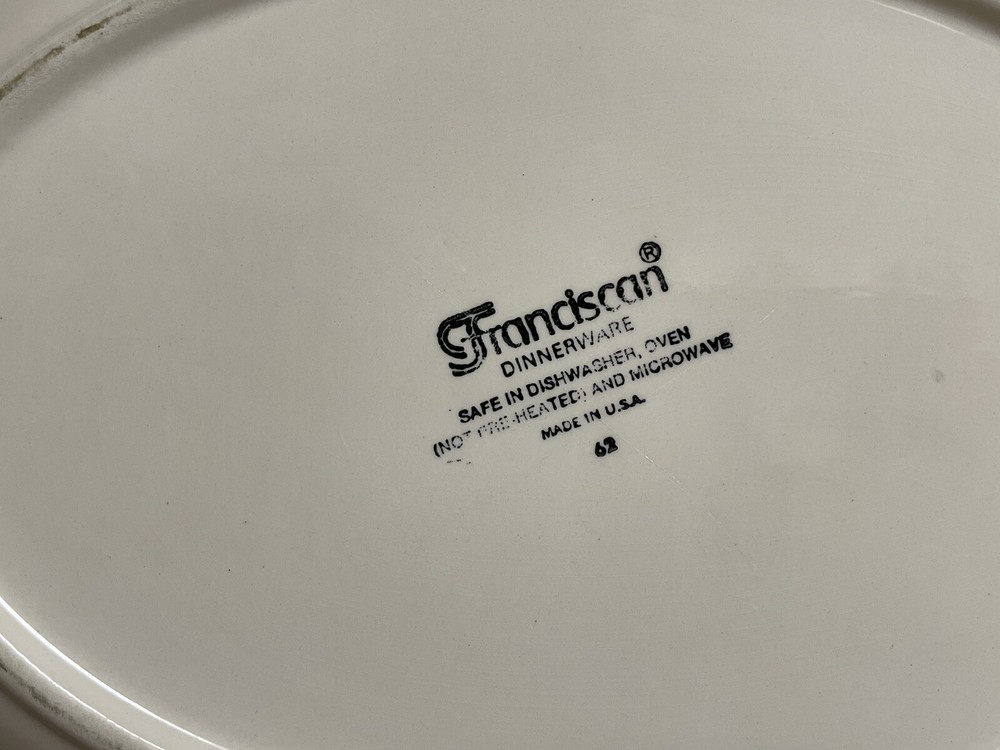 Franciscan®
DINNERWARE
SAFE IN DISHWASHER, OVEN
(NOT PRE-HEATED) AND MICROWAVE
MADE IN U.S.A.
62